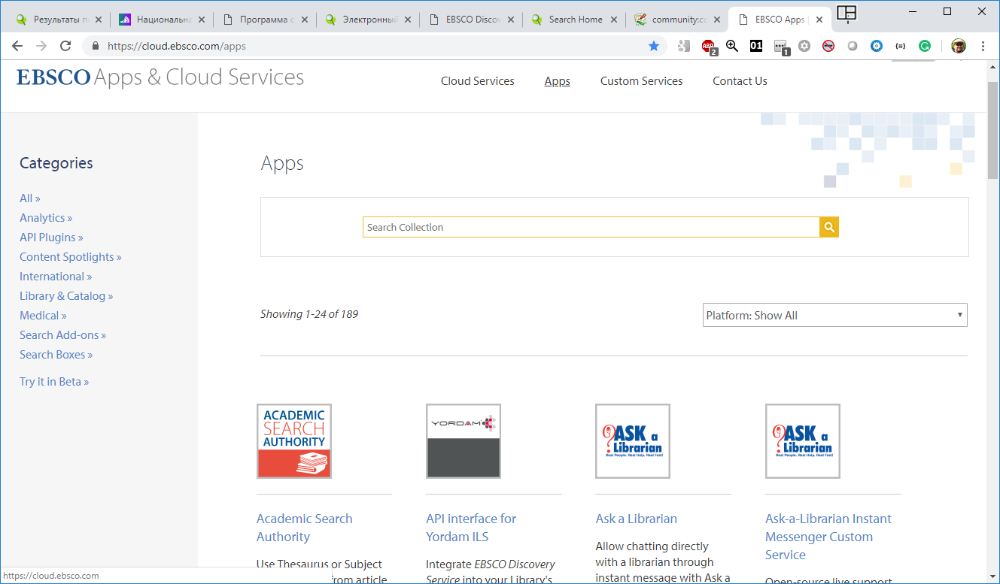 Результаты п
Национальна
Программа с
Электронный
EBSCO Discov
Search Home
community:cc
EBSCO Apps
https://cloud.ebsco.com/apps
ABP
2
01
1
EBSCO Apps & Cloud Services
Cloud Services
Apps
Custom Services
Contact Us
Categories
All »
Analytics »
API Plugins »
Content Spotlights »
International »
Library & Catalog »
Medical »
Search Add-ons »
Search Boxes »
Try it in Beta »
Apps
Search Collection
Showing 1-24 of 189
Platform: Show All
ACADEMIC
SEARCH
AUTHORITY
YORDAM
ASK a
Librarian
Real People. Real Help. Real Fast!
ASK a
Librarian
Real People. Real Help. Real Fast!
Academic Search
Authority
Use Thesaurus or Subject
from article
API interface for
Yordam ILS
Integrate EBSCO Discovery
Service into your Library's
Ask a Librarian
Allow chatting directly
with a librarian through
instant message with Ask a
Ask-a-Librarian Instant
Messenger Custom
Service
Open-source live support
https://cloud.ebsco.com